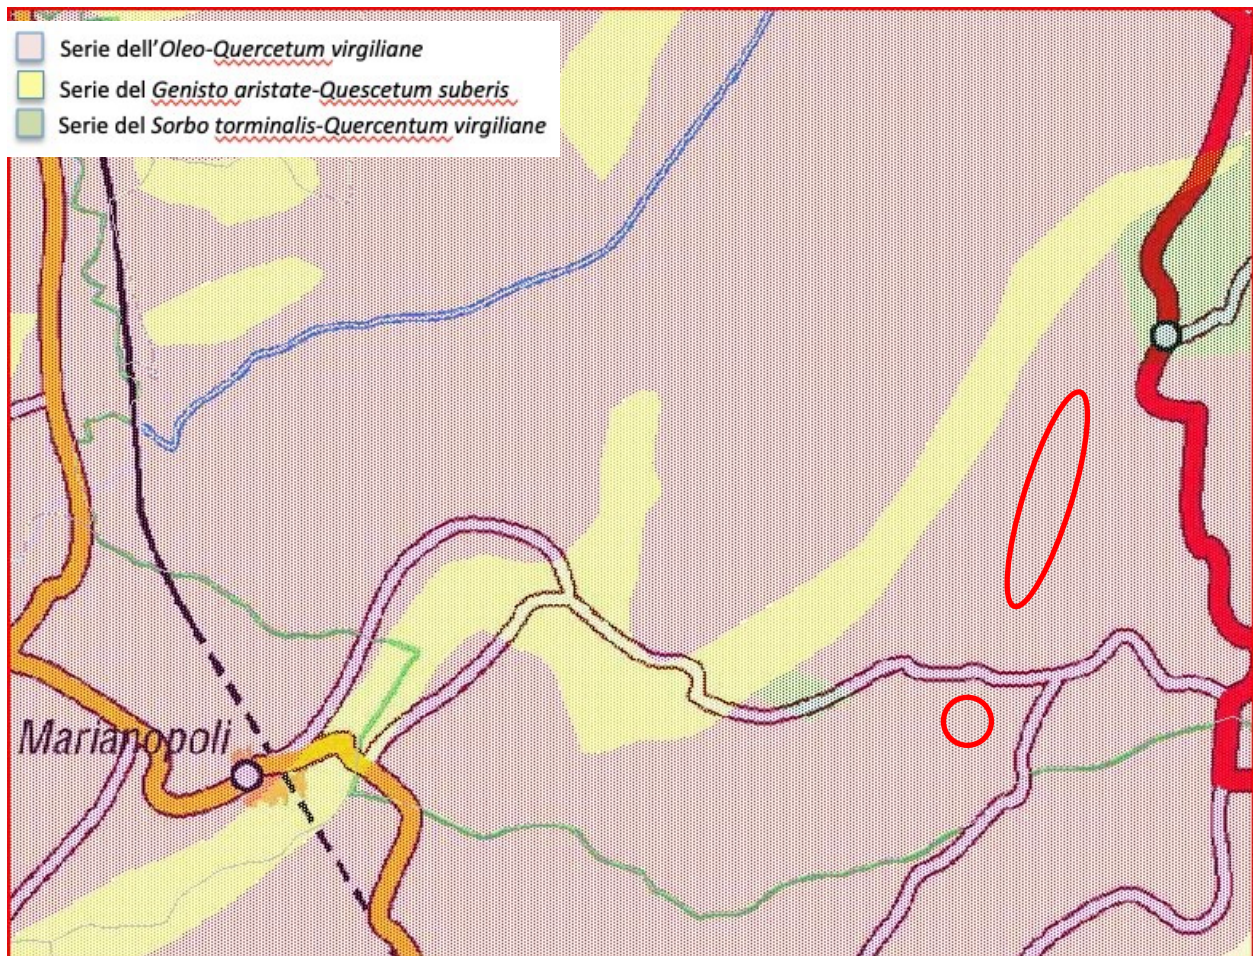 Serie dell'Oleo-Quercetum virgiliane
Serie del Genisto aristate-Quescetum suberis
Serie del Sorbo torminalis-Quercentum virgiliane
Marianopoli